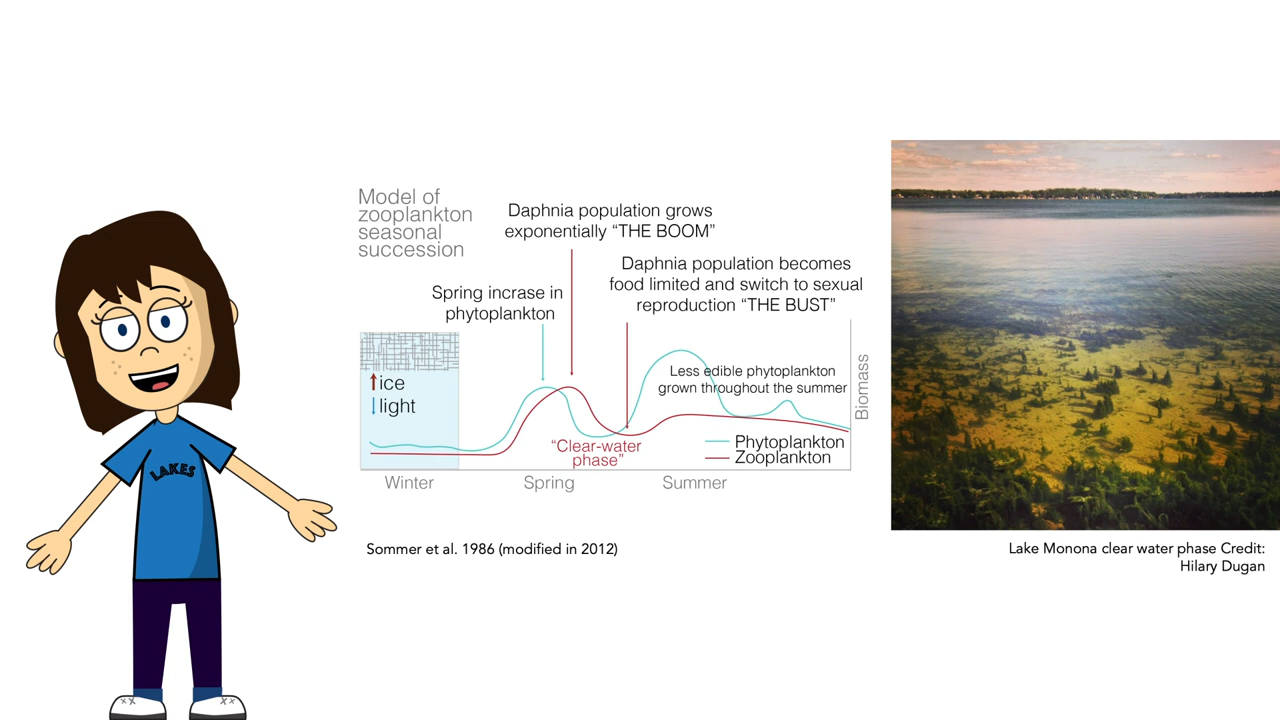 Model of
zooplankton
seasonal
succession
Daphnia population grows
exponentially “THE BOOM”
Daphnia population becomes
food limited and switch to sexual
reproduction “THE BUST”
Spring incrase in
phytoplankton
Less edible phytoplankton
grown throughout the summer
ice
light
Biomass
“Clear-water
phase”
Phytoplankton
Zooplankton
Winter
Spring
Summer
LAKES
Sommer et al. 1986 (modified in 2012)
Lake Monona clear water phase Credit:
Hilary Dugan